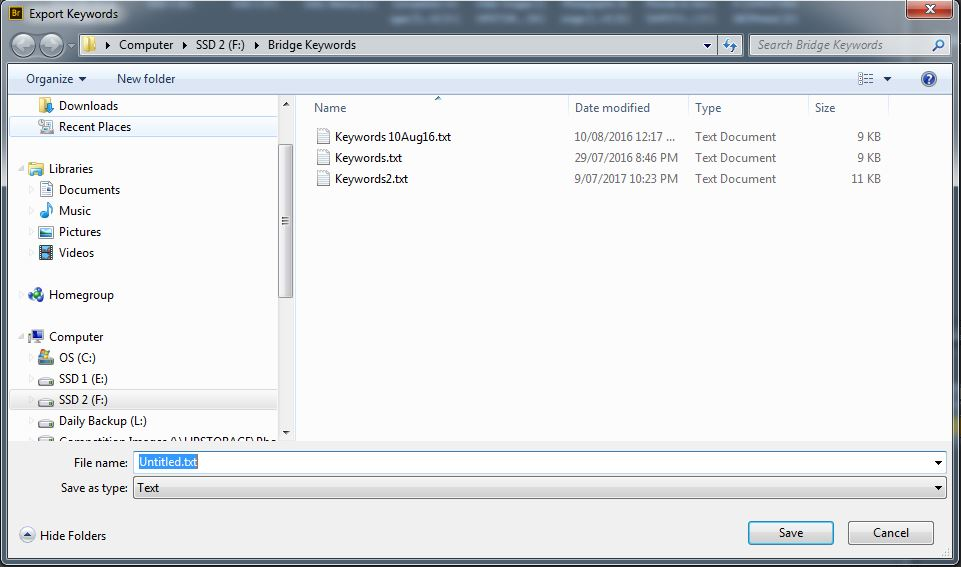 Br Export Keywords
Computer SSD 2 (F:) Bridge Keywords Search Bridge Keywords
Organize New folder
Name Date modified Type Size
Downloads
Recent Places
Libraries
Documents
Music
Pictures
Videos
Homegroup
Computer
OS (C:)
SSD 1 (E:)
SSD 2 (F:)
Daily Backup (L:)
Keywords 10Aug16.txt 10/08/2016 12:17 ... Text Document 9 KB
Keywords.txt 29/07/2016 8:46 PM Text Document 9 KB
Keywords2.txt 9/07/2017 10:23 PM Text Document 11 KB
File name: Untitled.txt
Save as type: Text
Hide Folders Save Cancel